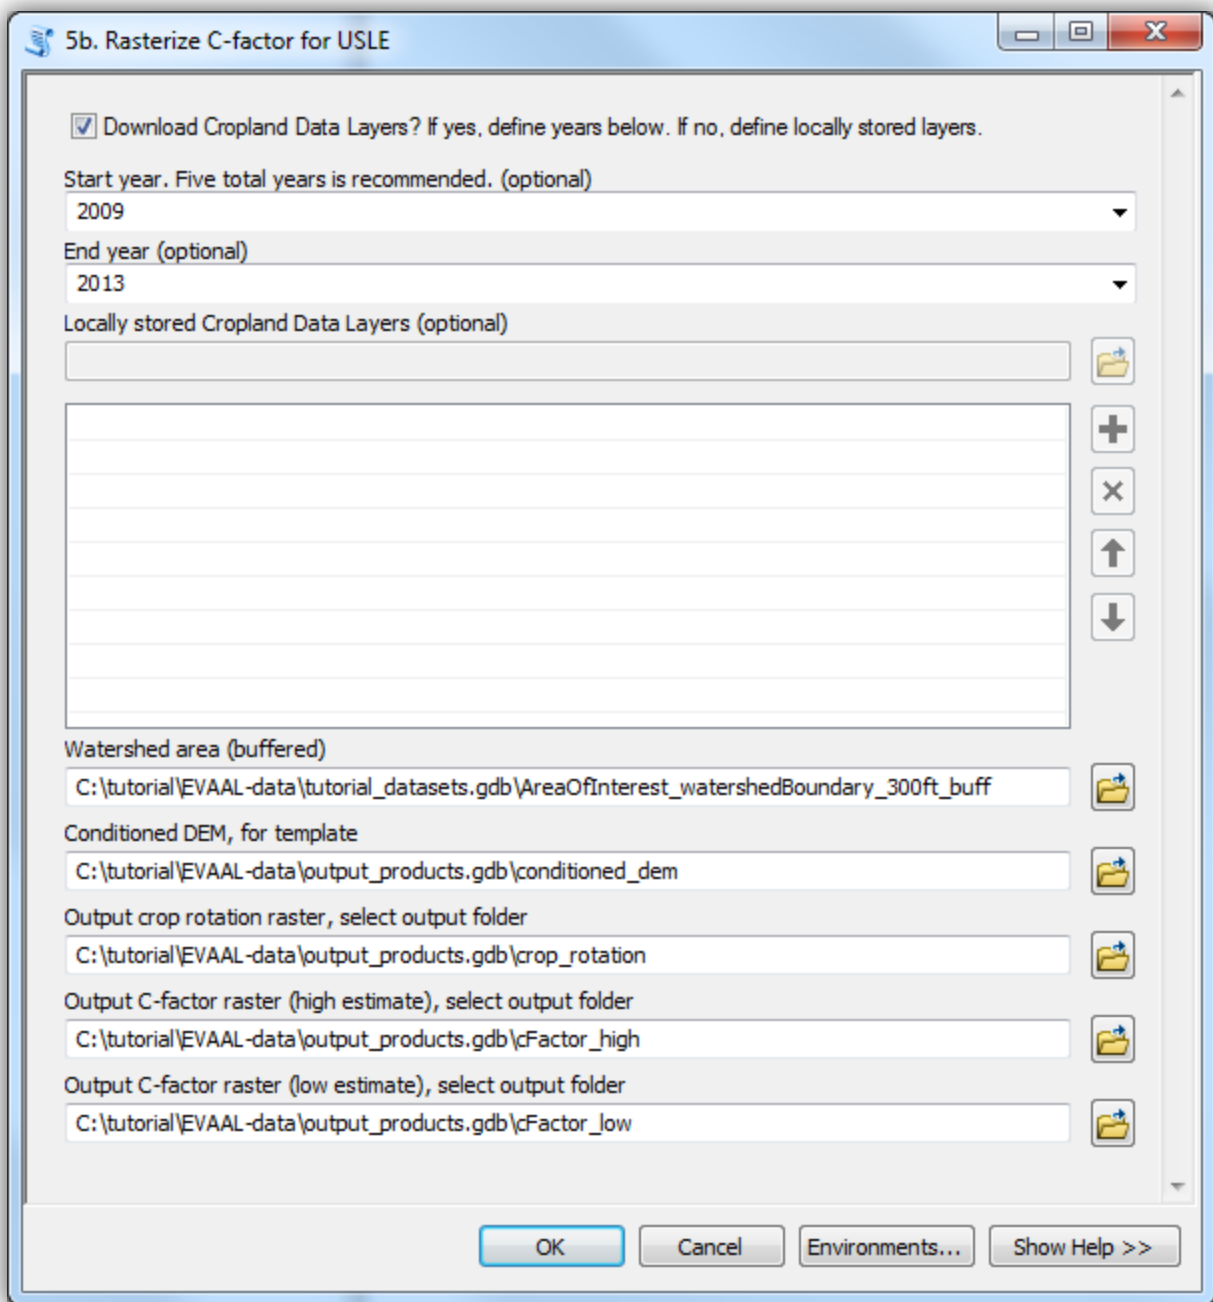 5b. Rasterize C-factor for USLE
Download Cropland Data Layers? If yes, define years below. If no, define locally stored layers.
Start year. Five total years is recommended. (optional)
2009
End year (optional)
2013
Locally stored Cropland Data Layers (optional)
Watershed area (buffered)
C:\tutorial\EVAAL-data\tutorial_datasets.gdb\AreaOfInterest_watershedBoundary_300ft_buff
Conditioned DEM, for template
C:\tutorial\EVAAL-data\output_products.gdb\conditioned_dem
Output crop rotation raster, select output folder
C:\tutorial\EVAAL-data\output_products.gdb\crop_rotation
Output C-factor raster (high estimate), select output folder
C:\tutorial\EVAAL-data\output_products.gdb\cFactor_high
Output C-factor raster (low estimate), select output folder
C:\tutorial\EVAAL-data\output_products.gdb\cFactor_low
OK Cancel Environments... Show Help >>